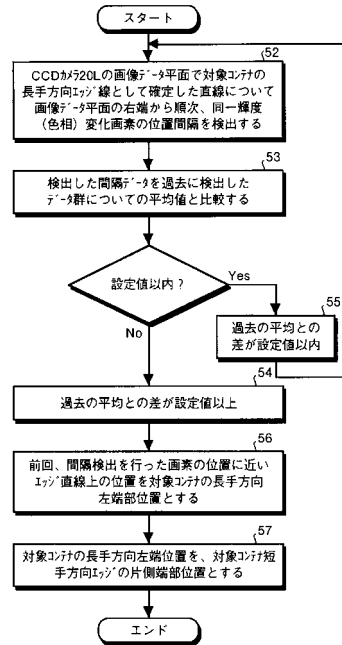 スタート
52
CCDカメラ20Lの画像データ平面で対象コンテナの
長手方向エッジ線として確定した直線について
画像データ平面の右端から順次、同一輝度
（色相）変化画素の位置間隔を検出する
53
検出した間隔データを過去に検出した
データ群についての平均値と比較する
設定値以内？
Yes
55
過去の平均との
差が設定値以内
No
54
過去の平均との差が設定値以上
56
前回、間隔検出を行った画素の位置に近い
エッジ直線上の位置を対象コンテナの長手方向
左端部位置とする
57
対象コンテナの長手方向左端位置を、対象コンテナ短
手方向エッジの片側端部位置とする
エンド